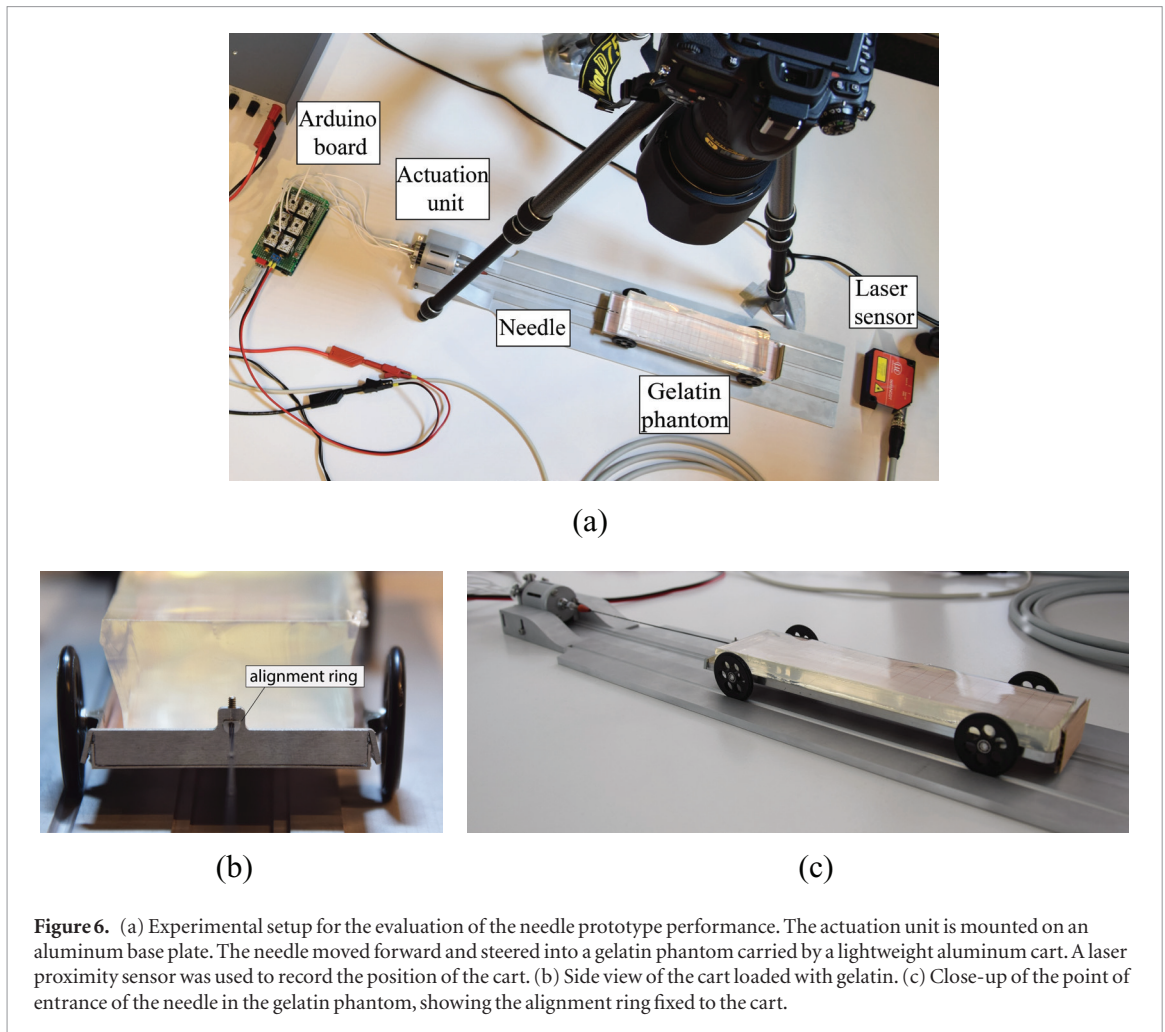 Arduino
board
Actuation
unit
Needle
Laser
sensor
Gelatin
phantom
(a)
alignment ring
(b)
(c)
Figure 6. (a) Experimental setup for the evaluation of the needle prototype performance. The actuation unit is mounted on an
aluminum base plate. The needle moved forward and steered into a gelatin phantom carried by a lightweight aluminum cart. A laser
proximity sensor was used to record the position of the cart. (b) Side view of the cart loaded with gelatin. (c) Close-up of the point of
entrance of the needle in the gelatin phantom, showing the alignment ring fixed to the cart.